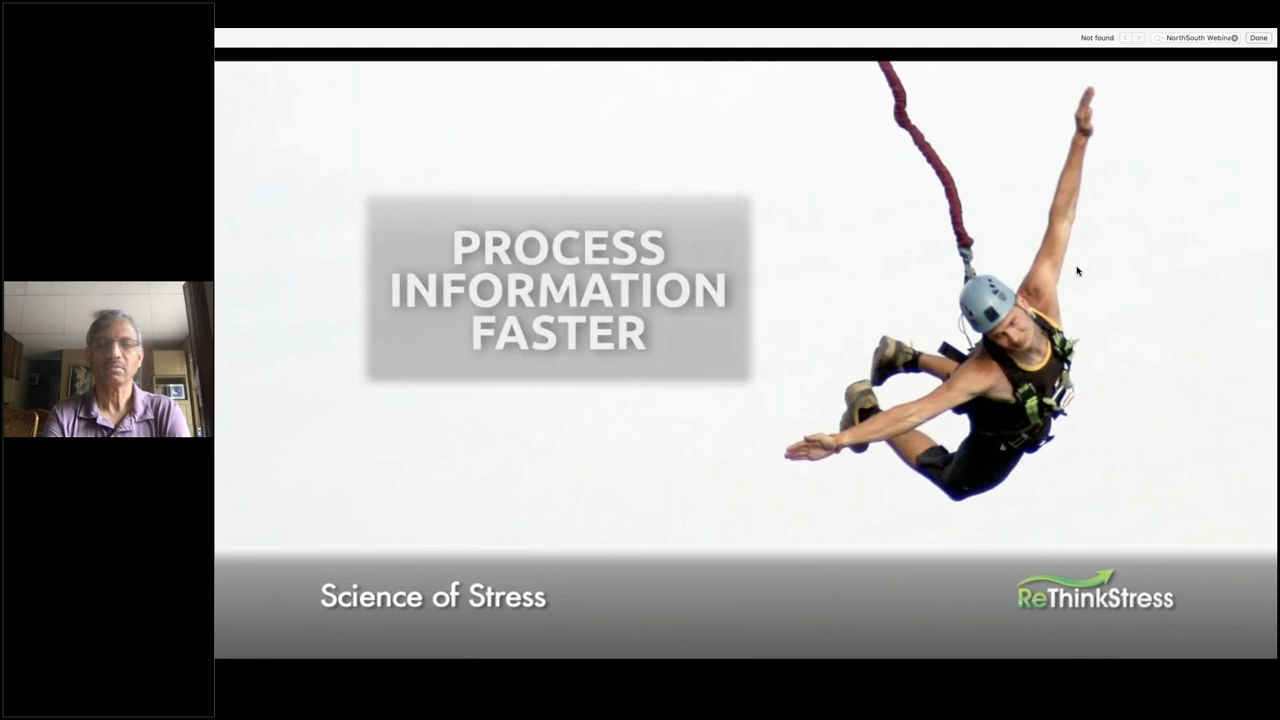 Not found
NorthSouth Webina
Done
PROCESS
INFORMATION
FASTER
Science of Stress
ReThinkStress